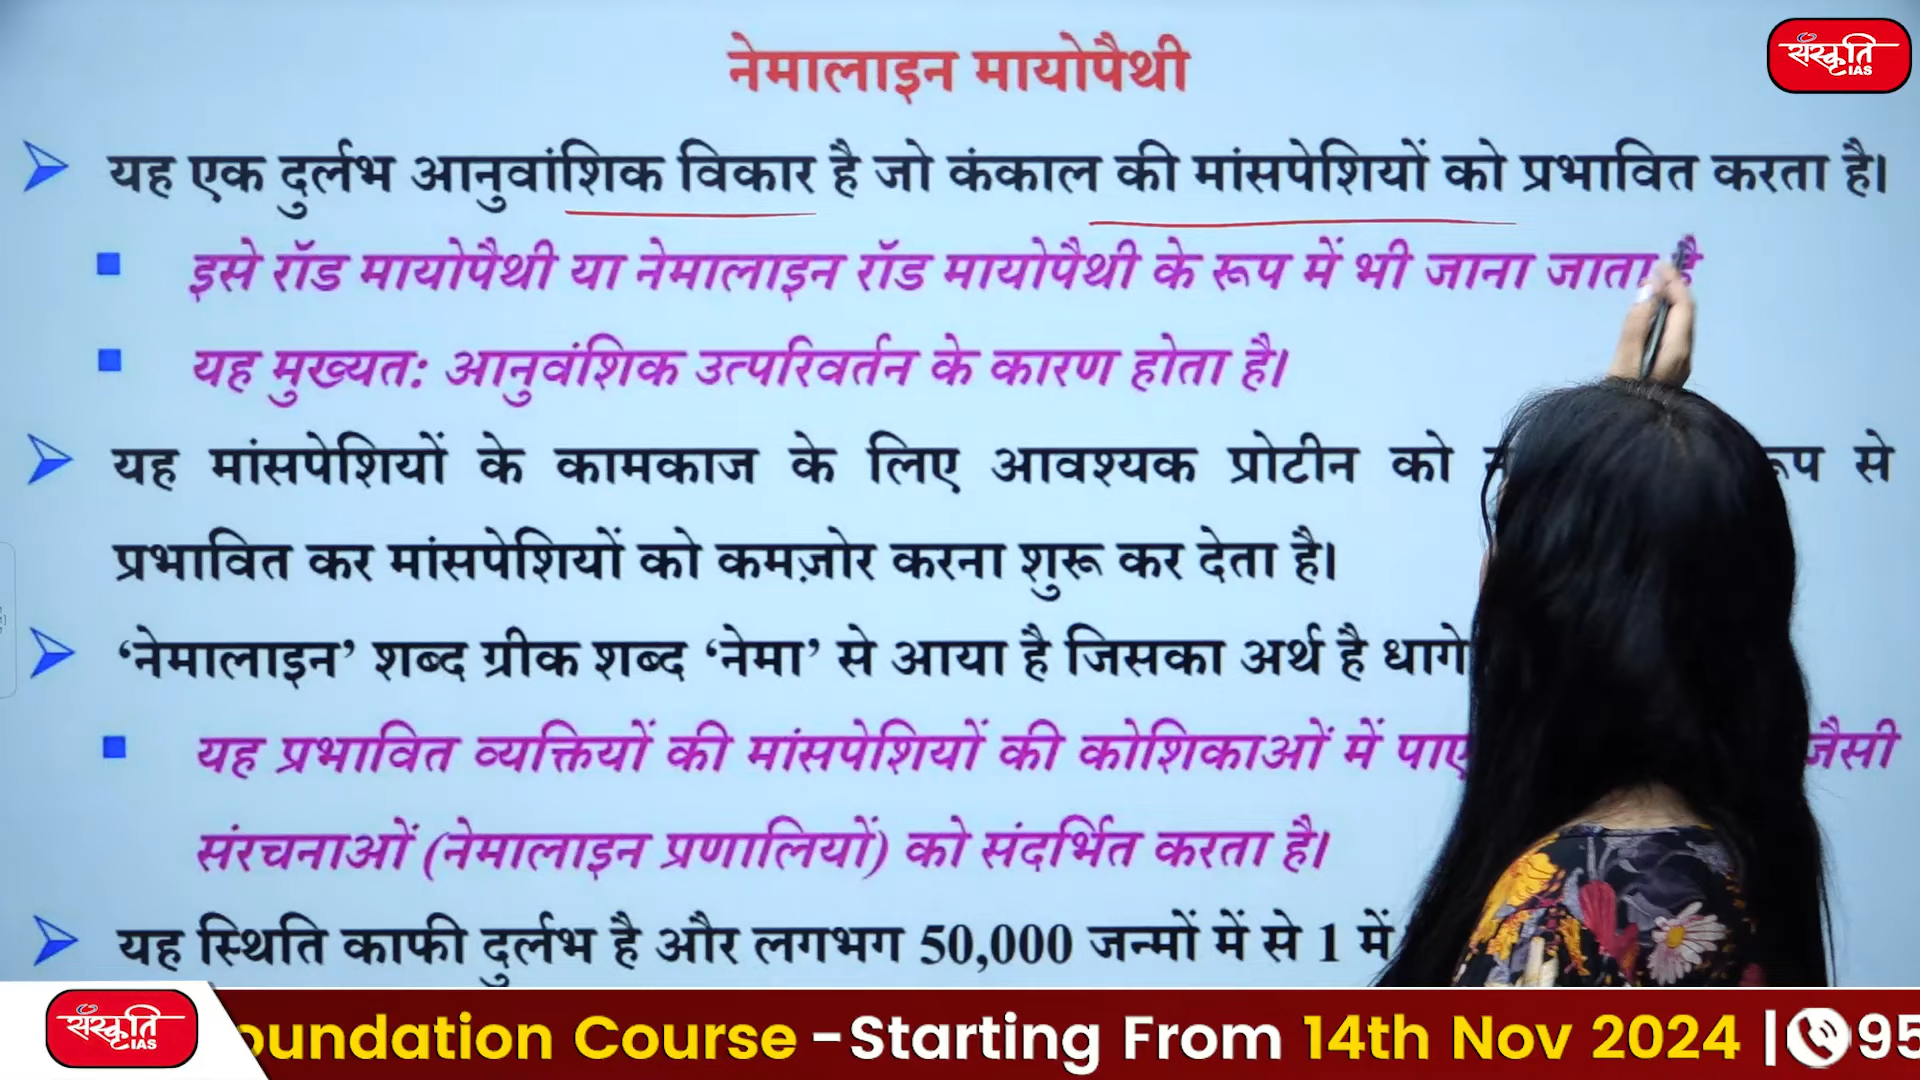 नेमालाइन मायोपैथी
संस्कृति
IAS
यह एक दुर्लभ आनुवांशिक विकार है जो कंकाल की मांसपेशियों को प्रभावित करता है।
इसे रॉड मायोपैथी या नेमालाइन रॉड मायोपैथी के रूप में भी जाना जाता है
यह मुख्यत: आनुवंशिक उत्परिवर्तन के कारण होता है।
यह मांसपेशियों के कामकाज के लिए आवश्यक प्रोटीन को रूप से
प्रभावित कर मांसपेशियों को कमज़ोर करना शुरू कर देता है।
‘नेमालाइन’ शब्द ग्रीक शब्द ‘नेमा’ से आया है जिसका अर्थ है धागे
यह प्रभावित व्यक्तियों की मांसपेशियों की कोशिकाओं में जैसी
संरचनाओं (नेमालाइन प्रणालियों) को संदर्भित करता है।
यह स्थिति काफी दुर्लभ है और लगभग 50,000 जन्मों में से 1 में
संस्कृति
IAS
oundation Course - Starting From 14th Nov 2024 | 95